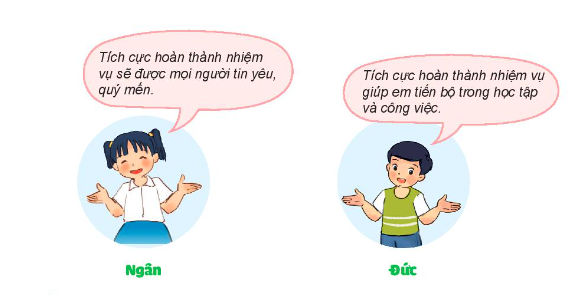 Tích cực hoàn thành nhiệm
vụ sẽ được mọi người tin yêu,
quý mến.
Tích cực hoàn thành nhiệm vụ
giúp em tiến bộ trong học tập
và công việc.
Ngân
Đức